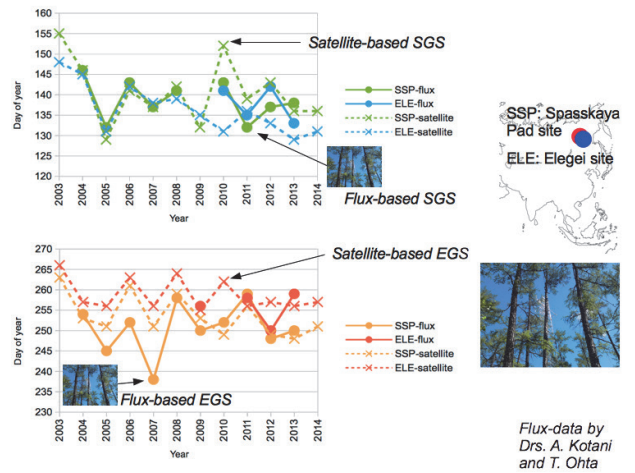 160
155
150
145
140
135
130
125
120
Day of year
2003
2004
2005
2006
2007
2008
2009
2010
2011
2012
2013
2014
Year
Satellite-based SGS
SSP-flux
ELE-flux
SSP-satellite
ELE-satellite
Flux-based SGS
SSP: Spasskaya
Pad site
ELE: Elegei site
270
265
260
255
250
245
240
235
230
Day of year
2003
2004
2005
2006
2007
2008
2009
2010
2011
2012
2013
2014
Year
Satellite-based EGS
SSP-flux
ELE-flux
SSP-satellite
ELE-satellite
Flux-based EGS
Flux-data by
Drs. A. Kotani
and T. Ohta